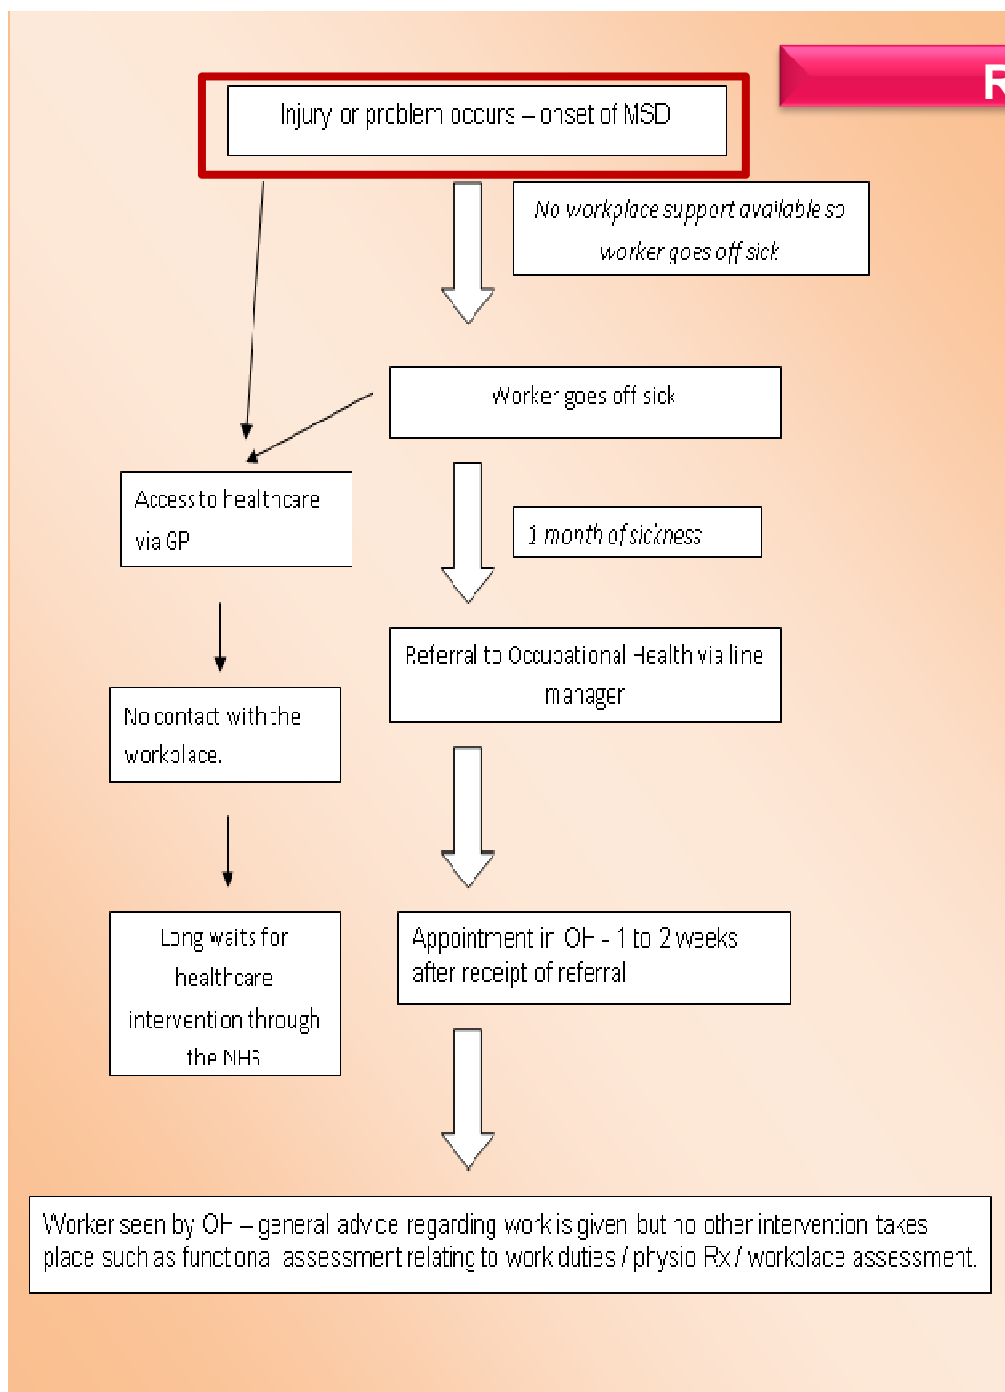 R
Injury or problem occurs – onset of MSD
No workplace support available so
worker goes off sick
Worker goes off sick
Access to healthcare
via GP
1 month of sickness
Referral to Occupational Health via line
manager
No contact with the
workplace.
Long waits for
healthcare
intervention through
the NHS
Appointment in OH - 1 to 2 weeks
after receipt of referral
Worker seen by OH – general advice regarding work is given but no other intervention takes
place such as functional assessment relating to work duties / physio Rx / workplace assessment.